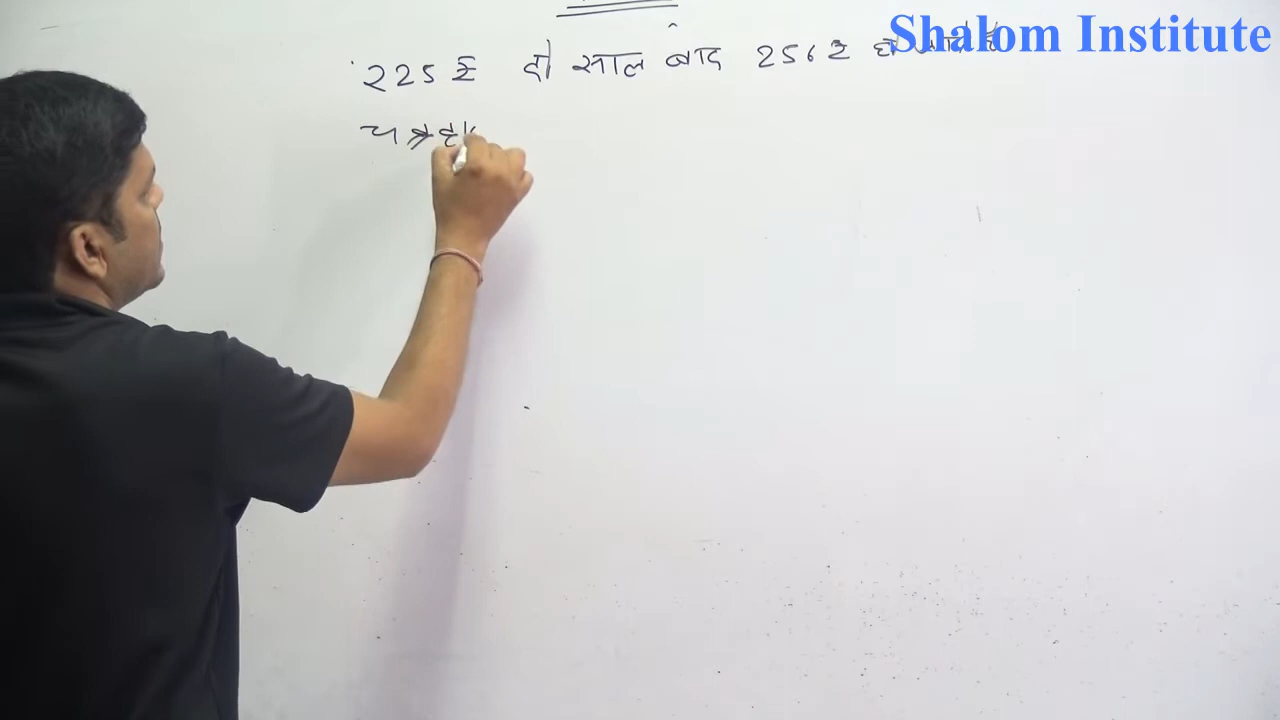 Shalom Institute
225 ₹ दो साल बाद 256 ₹ हो जाते है
च